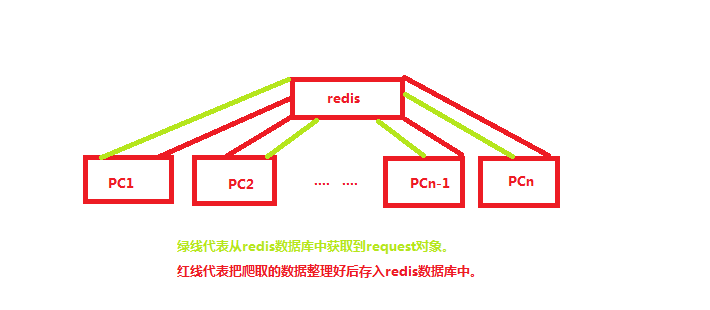 redis
PC1
PC2
.... ....
PCn-1
PCn
绿线代表从redis数据库中获取到request对象。
红线代表把爬取的数据整理好后存入redis数据库中。